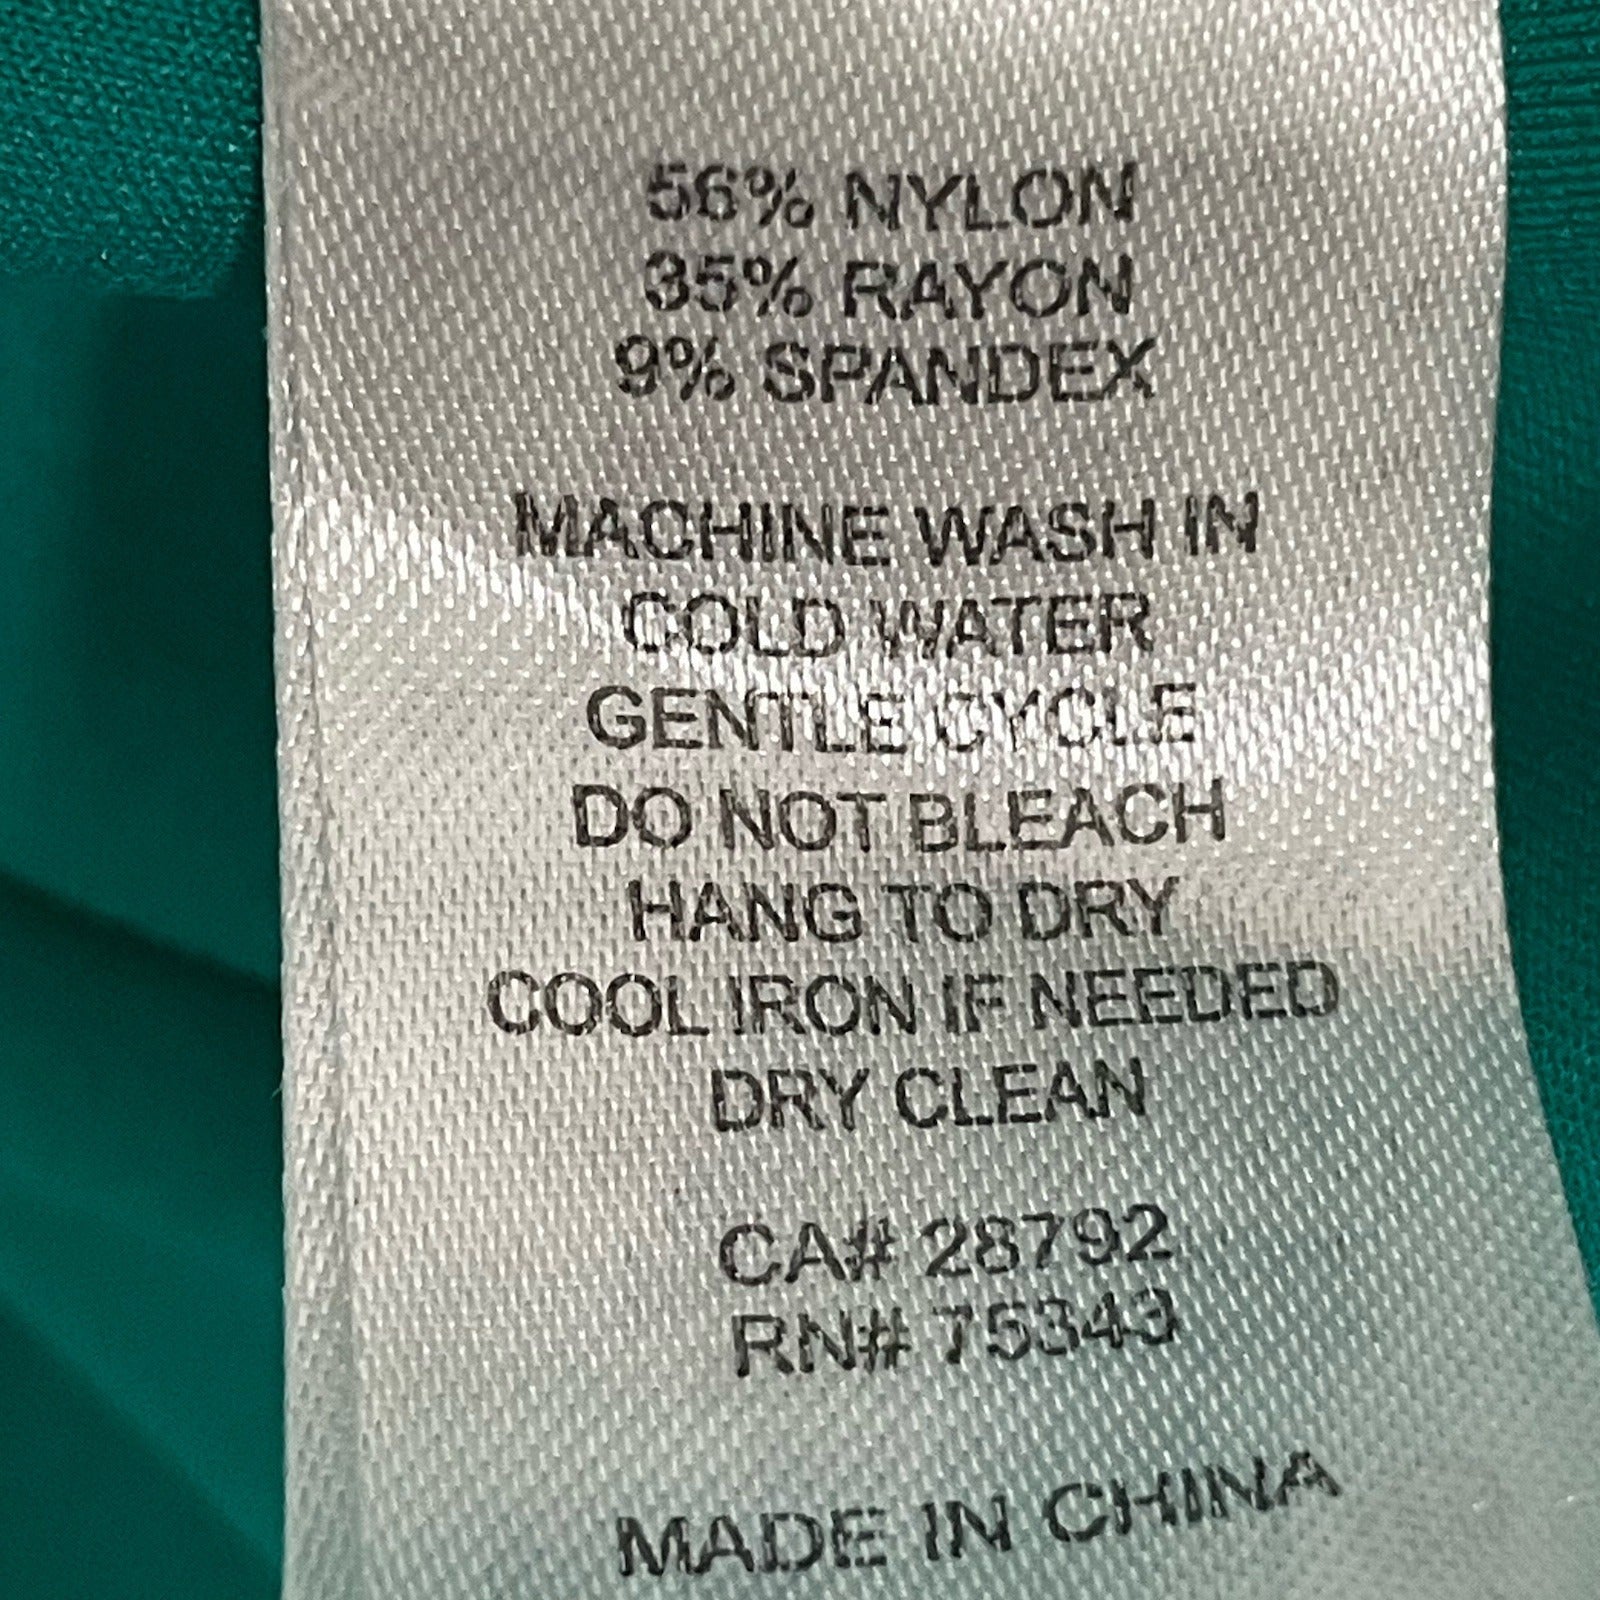 56% NYLON
35% RAYON
9% SPANDEX
MACHINE WASH IN
COLD WATER
GENTLE CYCLE
DO NOT BLEACH
HANG TO DRY
COOL IRON IF NEEDED
DRY CLEAN
CA# 28792
RN# 75343
MADE IN CHINA